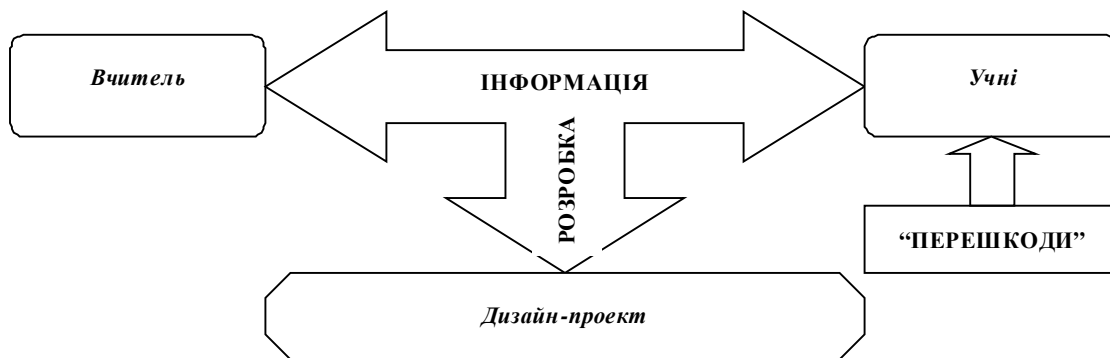 Вчитель
ІНФОРМАЦІЯ
Учні
РОЗРОБКА
“ПЕРЕШКОДИ”
Дизайн-проект